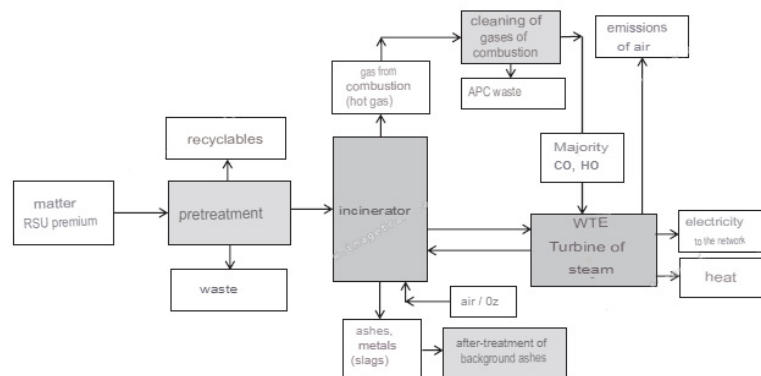 cleaning of
gases of
combustion
emissions
of air
gas from
combustion
(hot gas)
APC waste
recyclables
Majority
CO, HO
matter
RSU premium
pretreatment
incinerator
WTE
Turbine of
steam
electricity
to the network
heat
waste
air / 0z
ashes,
metals
(slags)
after-treatment of
background ashes